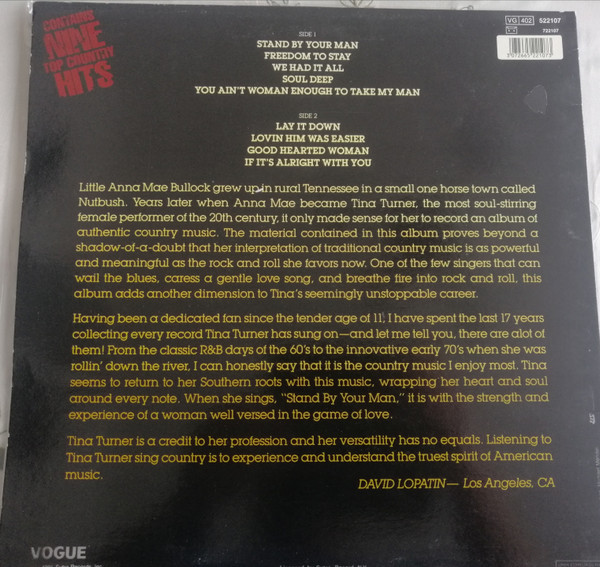 CONTAINS
NINE
TOP COUNTRY
HITS
VG 402 522107
722107
SIDE 1
STAND BY YOUR MAN
FREEDOM TO STAY
WE HAD IT ALL
SOUL DEEP
YOU AIN'T WOMAN ENOUGH TO TAKE MY MAN
SIDE 2
LAY IT DOWN
LOVIN HIM WAS EASIER
GOOD HEARTED WOMAN
IF IT'S ALRIGHT WITH YOU
Little Anna Mae Bullock grew up in rural Tennessee in a small one horse town called
Nutbush. Years later when Anna Mae became Tina Turner, the most soul-stirring
female performer of the 20th century, it only made sense for her to record an album of
authentic country music. The material contained in this album proves beyond a
shadow-of-a-doubt that her interpretation of traditional country music is as powerful
and meaningful as the rock and roll she favors now. One of the few singers that can
wail the blues, caress a gentle love song, and breathe fire into rock and roll, this
album adds another dimension to Tina's seemingly unstoppable career.
Having been a dedicated fan since the tender age of 11, I have spent the last 17 years
collecting every record Tina Turner has sung on—and let me tell you, there are alot of
them! From the classic R&B days of the 60's to the innovative early 70's when she was
rollin' down the river, I can honestly say that it is the country music I enjoy most. Tina
seems to return to her Southern roots with this music, wrapping her heart and soul
around every note. When she sings, "Stand By Your Man," it is with the strength and
experience of a woman well versed in the game of love.
Tina Turner is a credit to her profession and her versatility has no equals. Listening to
Tina Turner sing country is to experience and understand the truest spirit of American
music.
DAVID LOPATIN— Los Angeles, CA
VOGUE